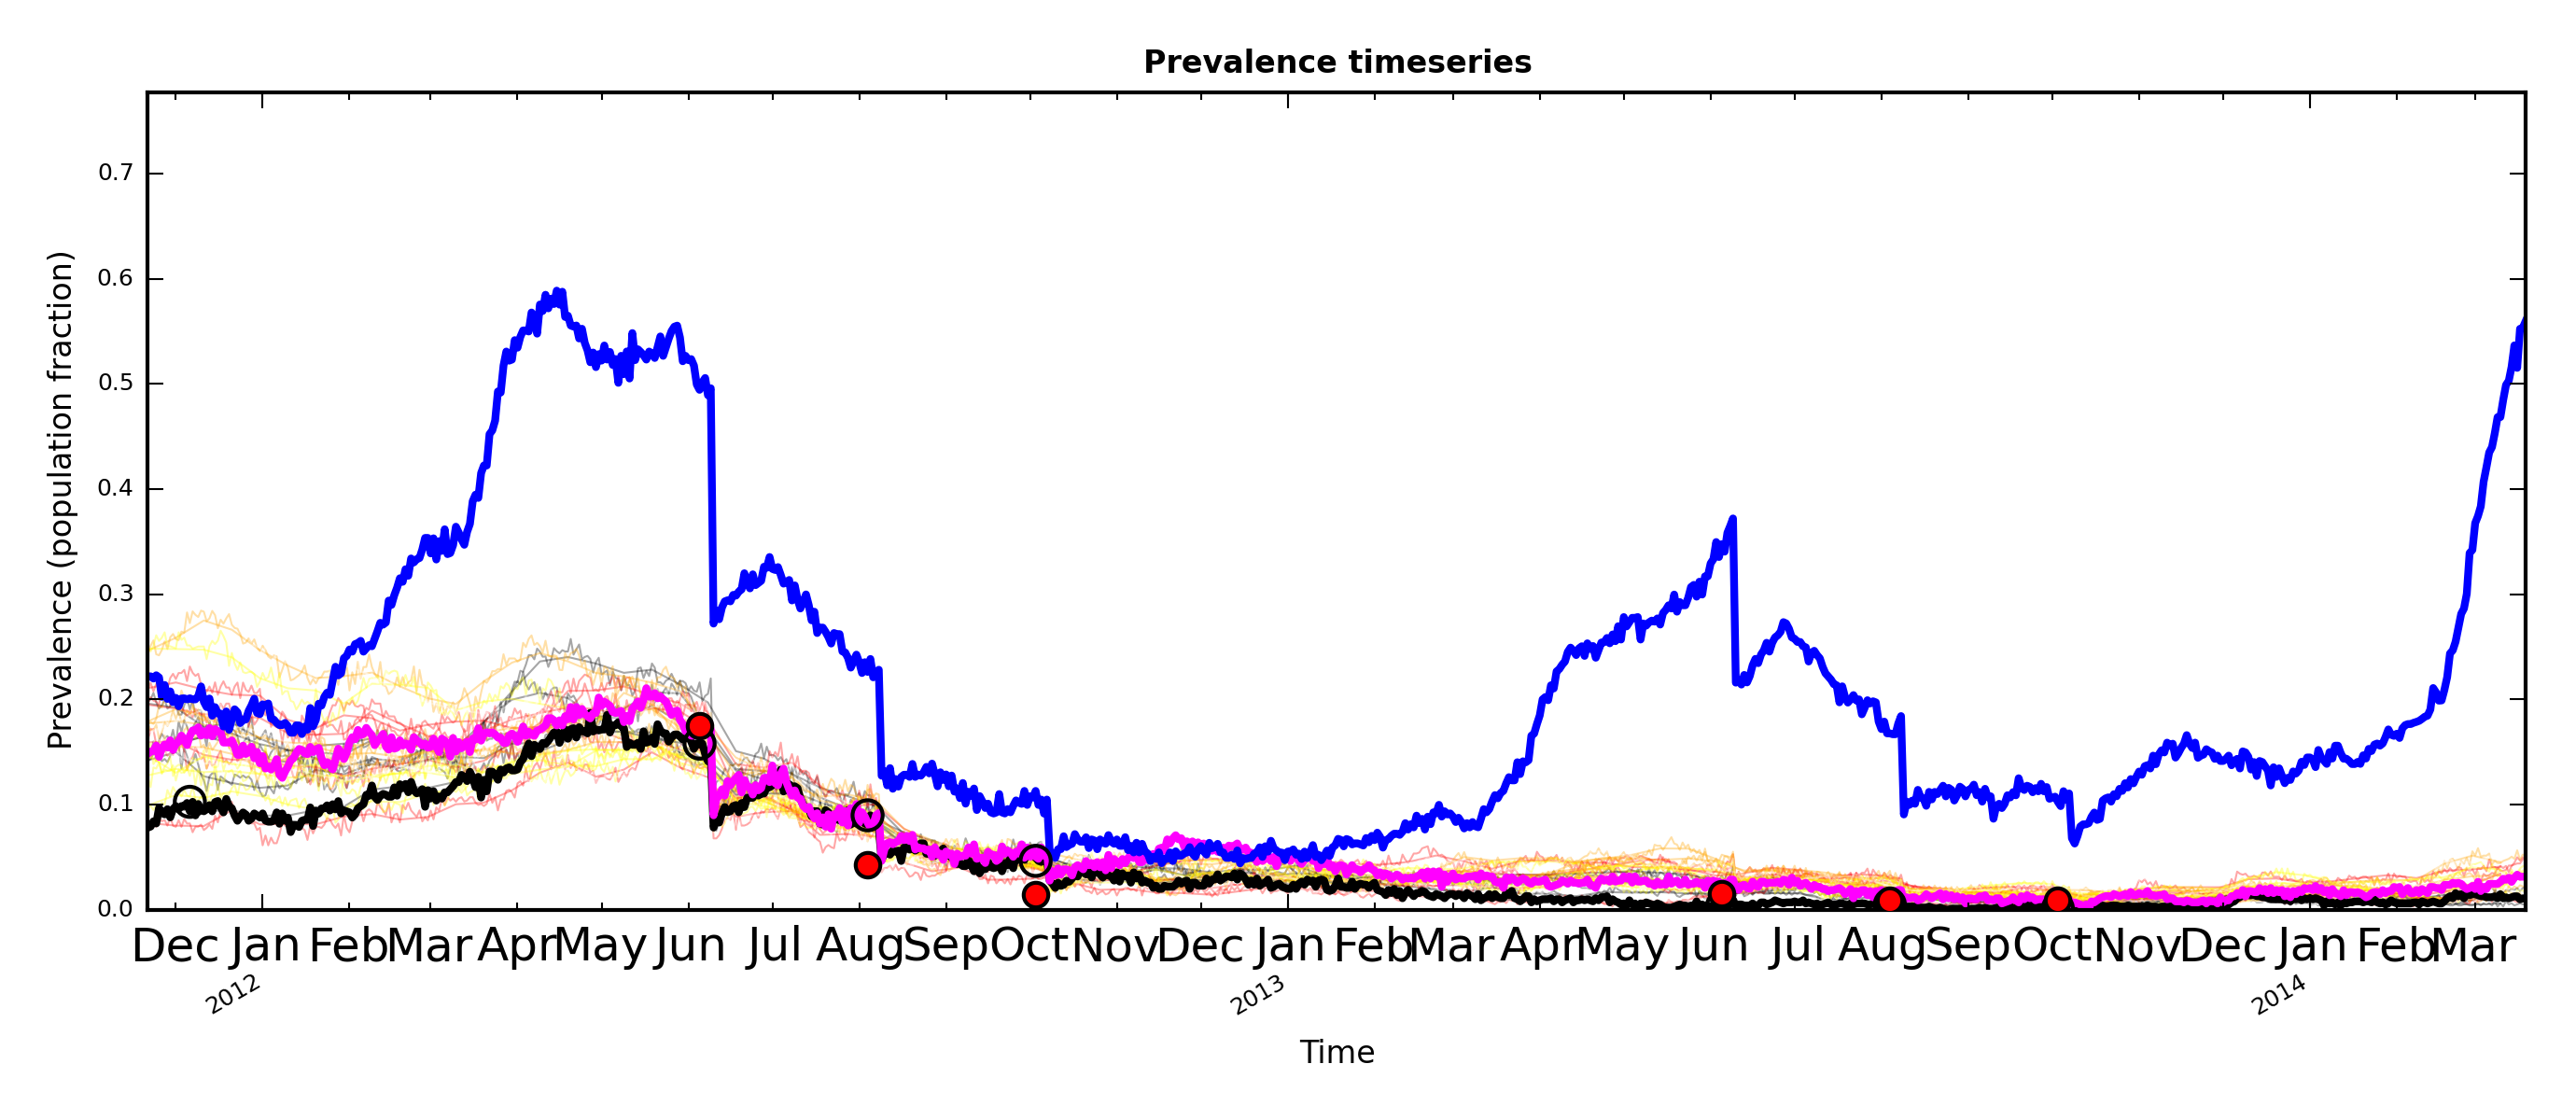 Prevalence timeseries
Prevalence (population fraction)
0.7
0.6
0.5
0.4
0.3
0.2
0.1
0.0
Dec Jan Feb Mar Apr May Jun Jul Aug Sep Oct Nov Dec Jan Feb Mar Apr May Jun Jul Aug Sep Oct Nov Dec Jan Feb Mar
2012 2013 2014
Time